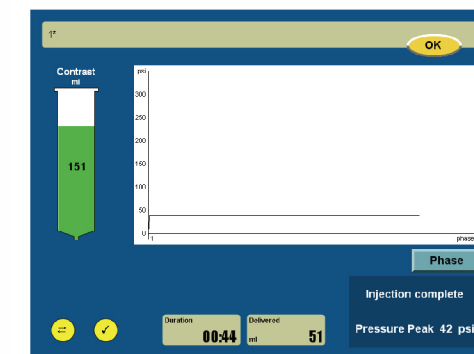 1*
OK
Contrast
ml
151
psi
300
250
200
150
100
50
0
1
phase
Phase
Injection complete
Pressure Peak 42 psi
Duration
00:44
Delivered
ml 51